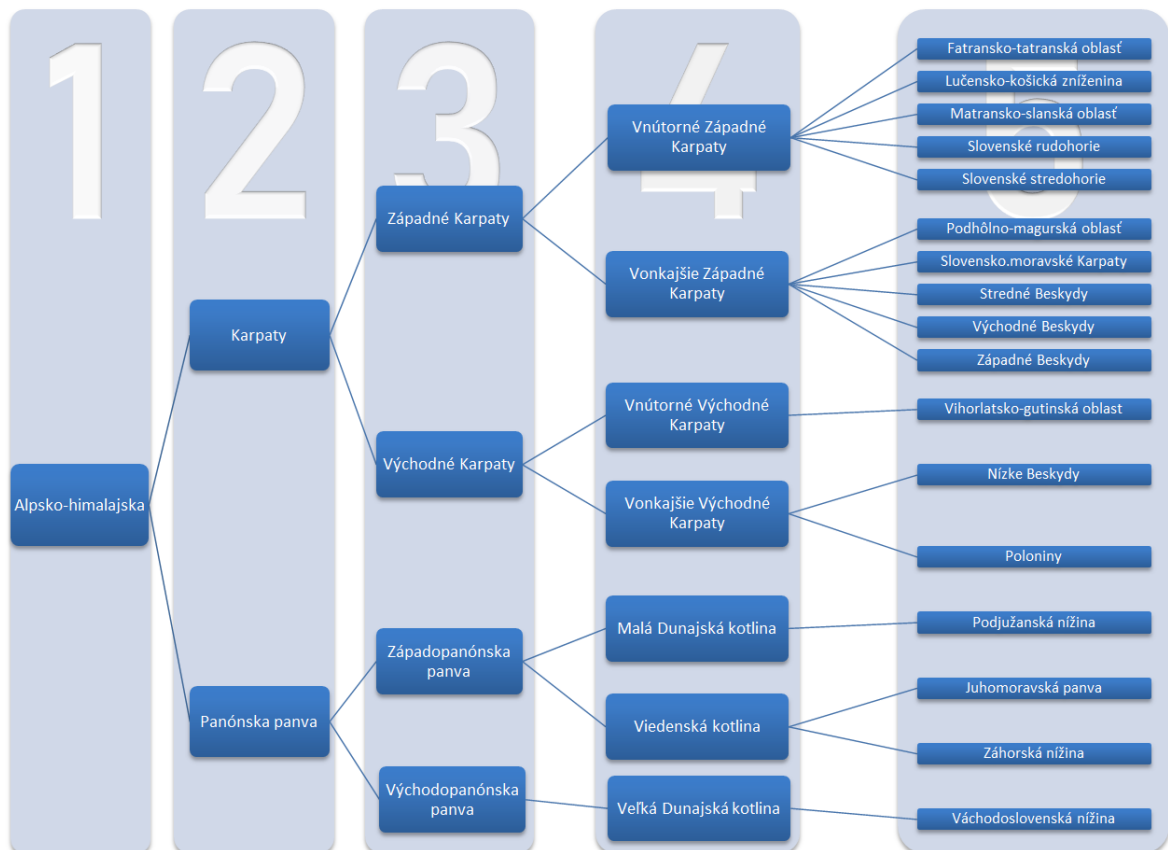 1
2
3
4
5
Alpsko-himalajska
Karpaty
Panónska panva
Západné Karpaty
Východné Karpaty
Západopanónska
panva
Východopanónska
panva
Vnútorné Západné
Karpaty
Vonkajšie Západné
Karpaty
Vnútorné Východné
Karpaty
Vonkajšie Východné
Karpaty
Malá Dunajská kotlina
Viedenská kotlina
Veľká Dunajská kotlina
Fatransko-tatranská oblasť
Lučensko-košická zníženina
Matransko-slanská oblasť
Slovenské rudohorie
Slovenské stredohorie
Podhôlno-magurská oblasť
Slovensko.moravské Karpaty
Stredné Beskydy
Východné Beskydy
Západné Beskydy
Vihorlatsko-gutinská oblast
Nízke Beskydy
Poloniny
Podjužanská nížina
Juhomoravská panva
Záhorská nížina
Váchodoslovenská nížina